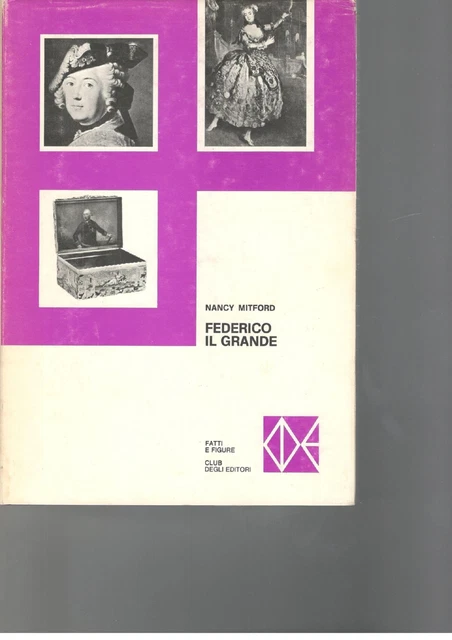 NANCY MITFORD
FEDERICO
IL GRANDE
FATTI
E FIGURE
CLUB
DEGLI EDITORI